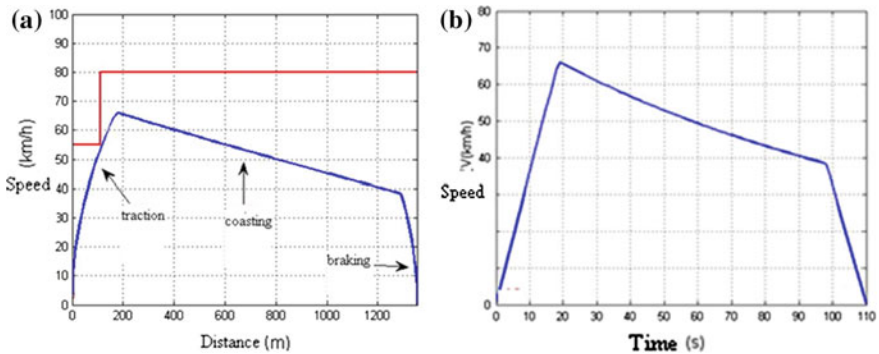 (a)
100
90
80
70
60
50
40
30
20
10
0
(km/h)
Speed
traction
coasting
braking
0 200 400 600 800 1000 1200
Distance (m)
(b)
80
70
60
50
40
0
V(km/h)
Speed
0 10 20 30 40 50 60 70 80 90 100 110
Time (s)